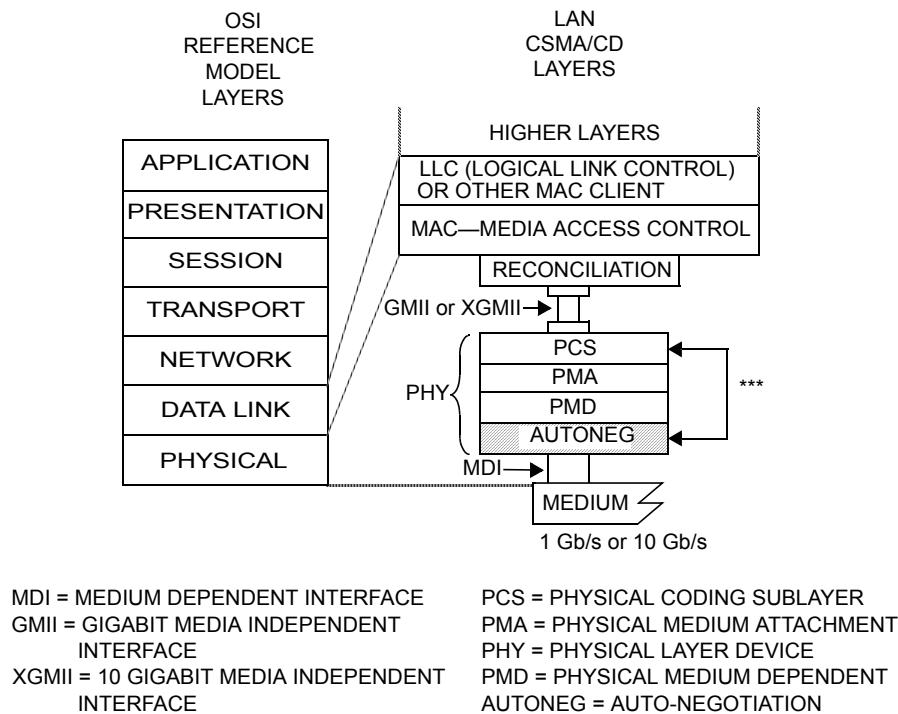 OSI
REFERENCE
MODEL
LAYERS
LAN
CSMA/CD
LAYERS
APPLICATION
PRESENTATION
SESSION
TRANSPORT
NETWORK
DATA LINK
PHYSICAL
HIGHER LAYERS
LLC (LOGICAL LINK CONTROL)
OR OTHER MAC CLIENT
MAC—MEDIA ACCESS CONTROL
RECONCILIATION
GMII or XGMII
PCS
PMA
PMD
AUTONEG
PHY
***
MDI
MEDIUM
1 Gb/s or 10 Gb/s
MDI = MEDIUM DEPENDENT INTERFACE
GMII = GIGABIT MEDIA INDEPENDENT
INTERFACE
XGMII = 10 GIGABIT MEDIA INDEPENDENT
INTERFACE
PCS = PHYSICAL CODING SUBLAYER
PMA = PHYSICAL MEDIUM ATTACHMENT
PHY = PHYSICAL LAYER DEVICE
PMD = PHYSICAL MEDIUM DEPENDENT
AUTONEG = AUTO-NEGOTIATION